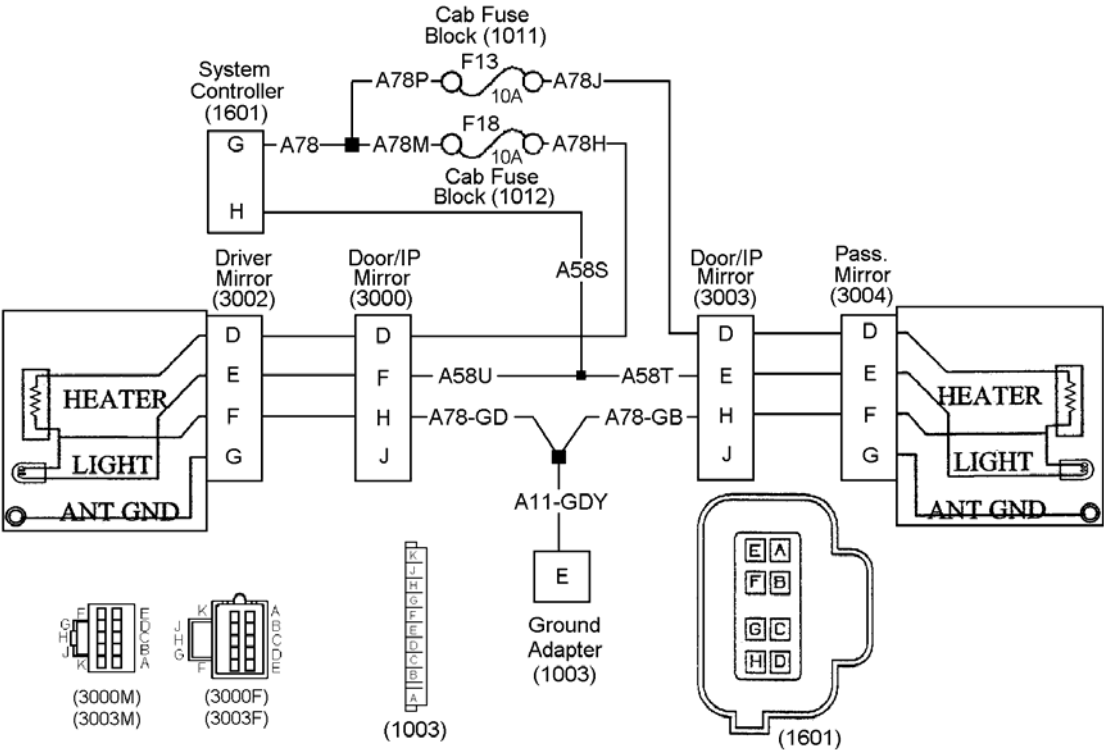 Cab Fuse
Block (1011)
F13
10A
A78P
A78J
System
Controller
(1601)
G
H
A78
F18
10A
A78M
A78H
Cab Fuse
Block (1012)
A58S
Driver
Mirror
(3002)
D
E
F
G
Door/IP
Mirror
(3000)
D
F
H
J
Door/IP
Mirror
(3003)
D
E
H
J
Pass.
Mirror
(3004)
D
E
F
G
HEATER
LIGHT
ANT GND
A58U
A58T
A78-GD
A78-GB
A11-GDY
E
Ground
Adapter
(1003)
HEATER
LIGHT
ANT GND
F
G
H
J
K
E
D
C
B
A
(3000M)
(3003M)
K
J
H
G
F
A
B
C
D
E
(3000F)
(3003F)
K
J
H
G
F
E
D
C
B
A
(1003)
E A
F B
G C
H D
(1601)